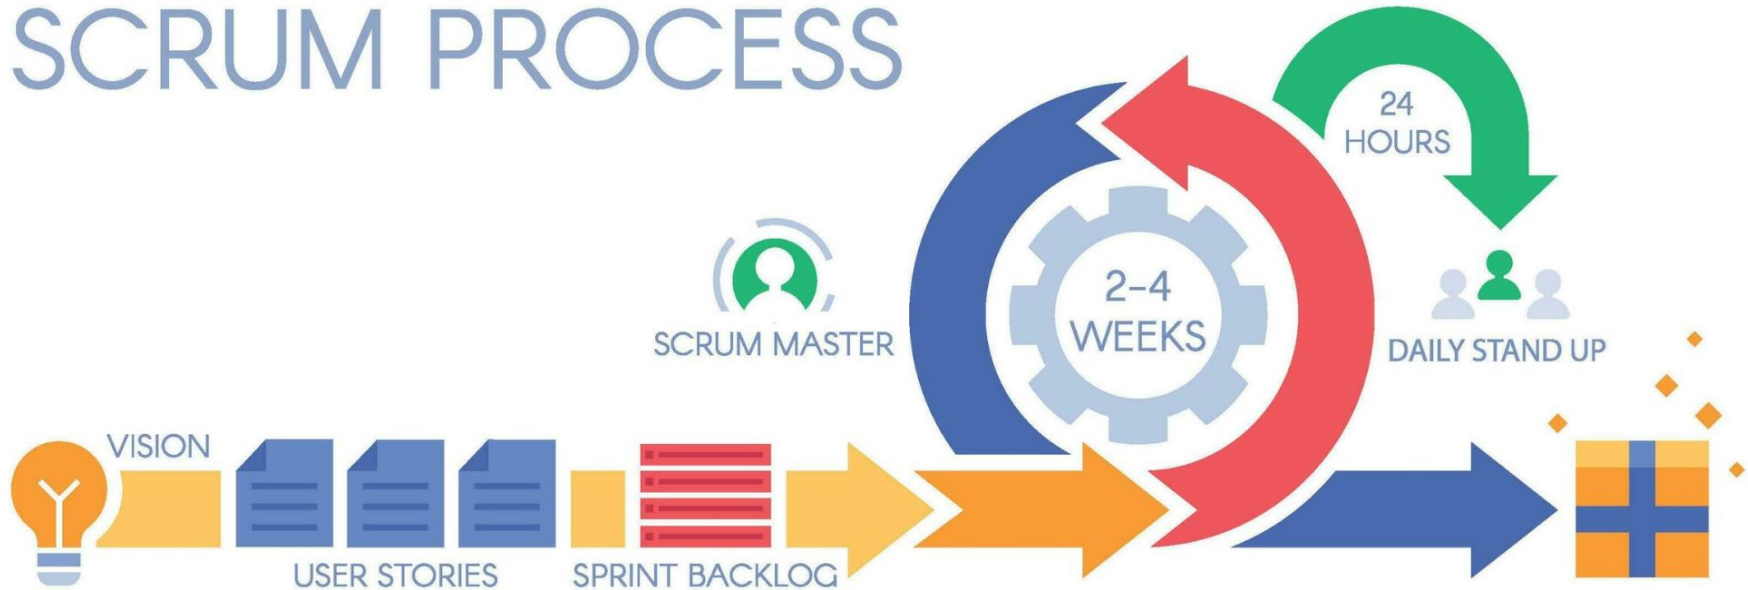 SCRUM PROCESS
24
HOURS
2-4
WEEKS
SCRUM MASTER
DAILY STAND UP
VISION
USER STORIES
SPRINT BACKLOG